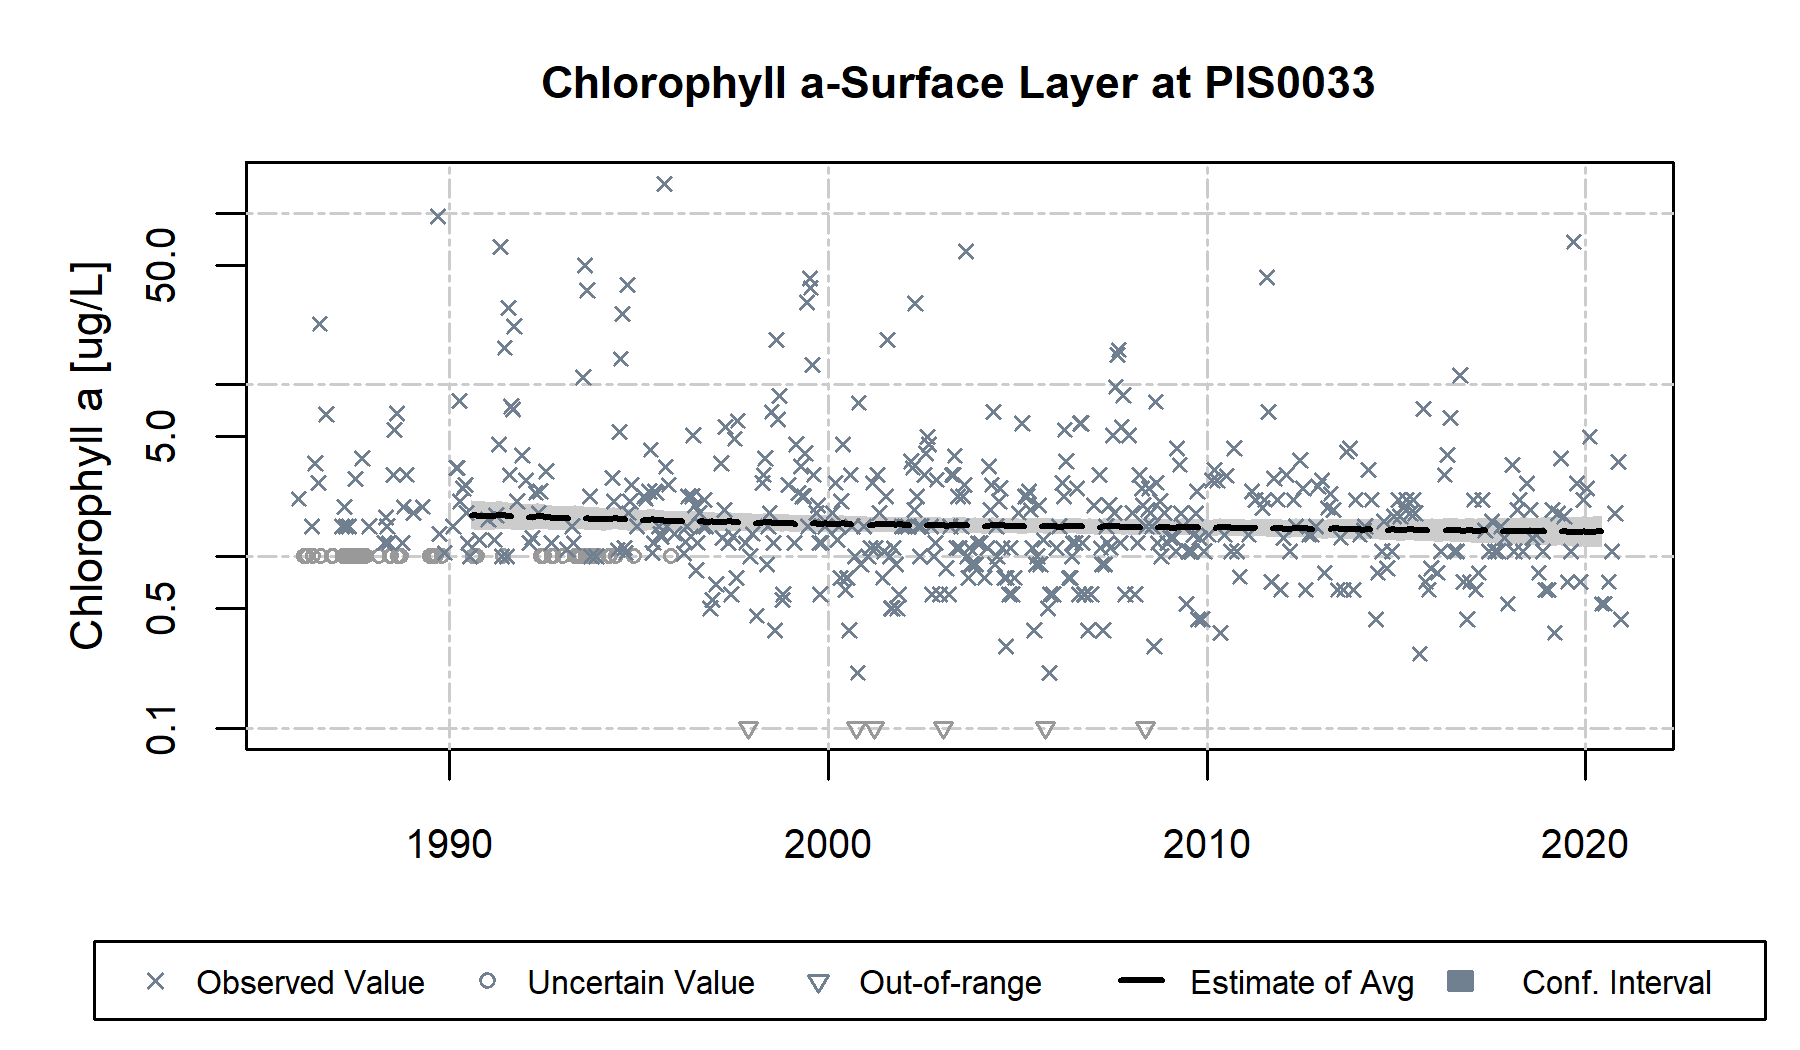 Chlorophyll a-Surface Layer at PIS0033
Chlorophyll a [ug/L]
50.0
5.0
0.5
0.1
1990 2000 2010 2020
Observed Value Uncertain Value Out-of-range Estimate of Avg Conf. Interval